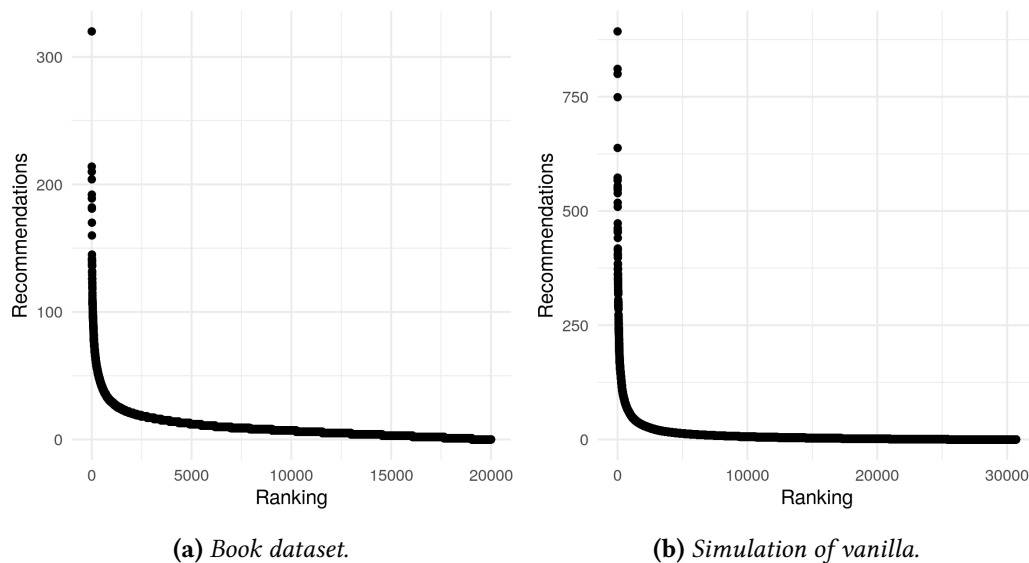 300
200
100
0
Recommendations
0
5000
10000
15000
20000
Ranking
(a) Book dataset.
750
500
250
0
Recommendations
0
10000
20000
30000
Ranking
(b) Simulation of vanilla.